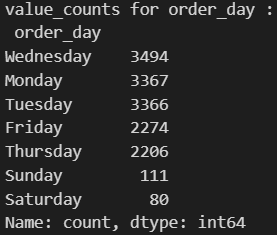 value_counts for order_day :
 order_day
Wednesday    3494
Monday       3367
Tuesday      3366
Friday       2274
Thursday     2206
Sunday        111
Saturday       80
Name: count, dtype: int64